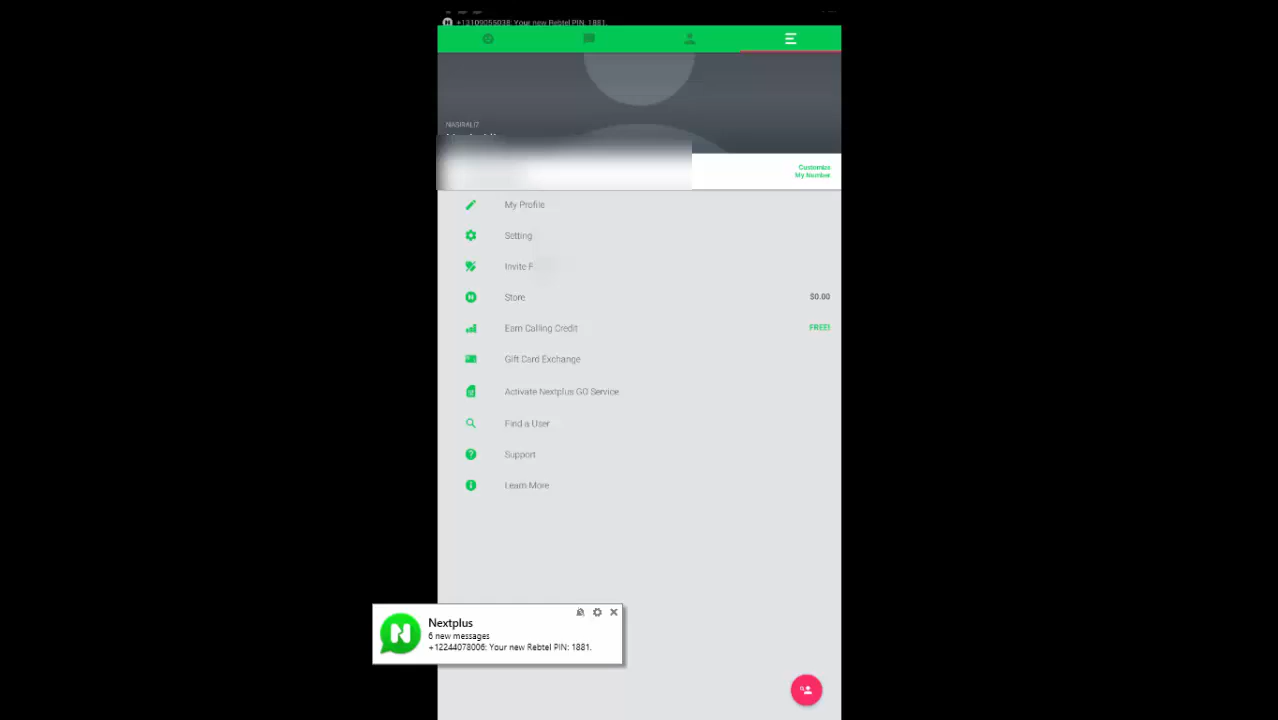 +13109055038: Your new Rebtel PIN: 1881.
NASIRALI7
Customize
My Number
My Profile
Setting
Invite F
Store
$0.00
Earn Calling Credit
FREE!
Gift Card Exchange
Activate Nextplus GO Service
Find a User
Support
Learn More
Nextplus
6 new messages
+12244078006: Your new Rebtel PIN: 1881.